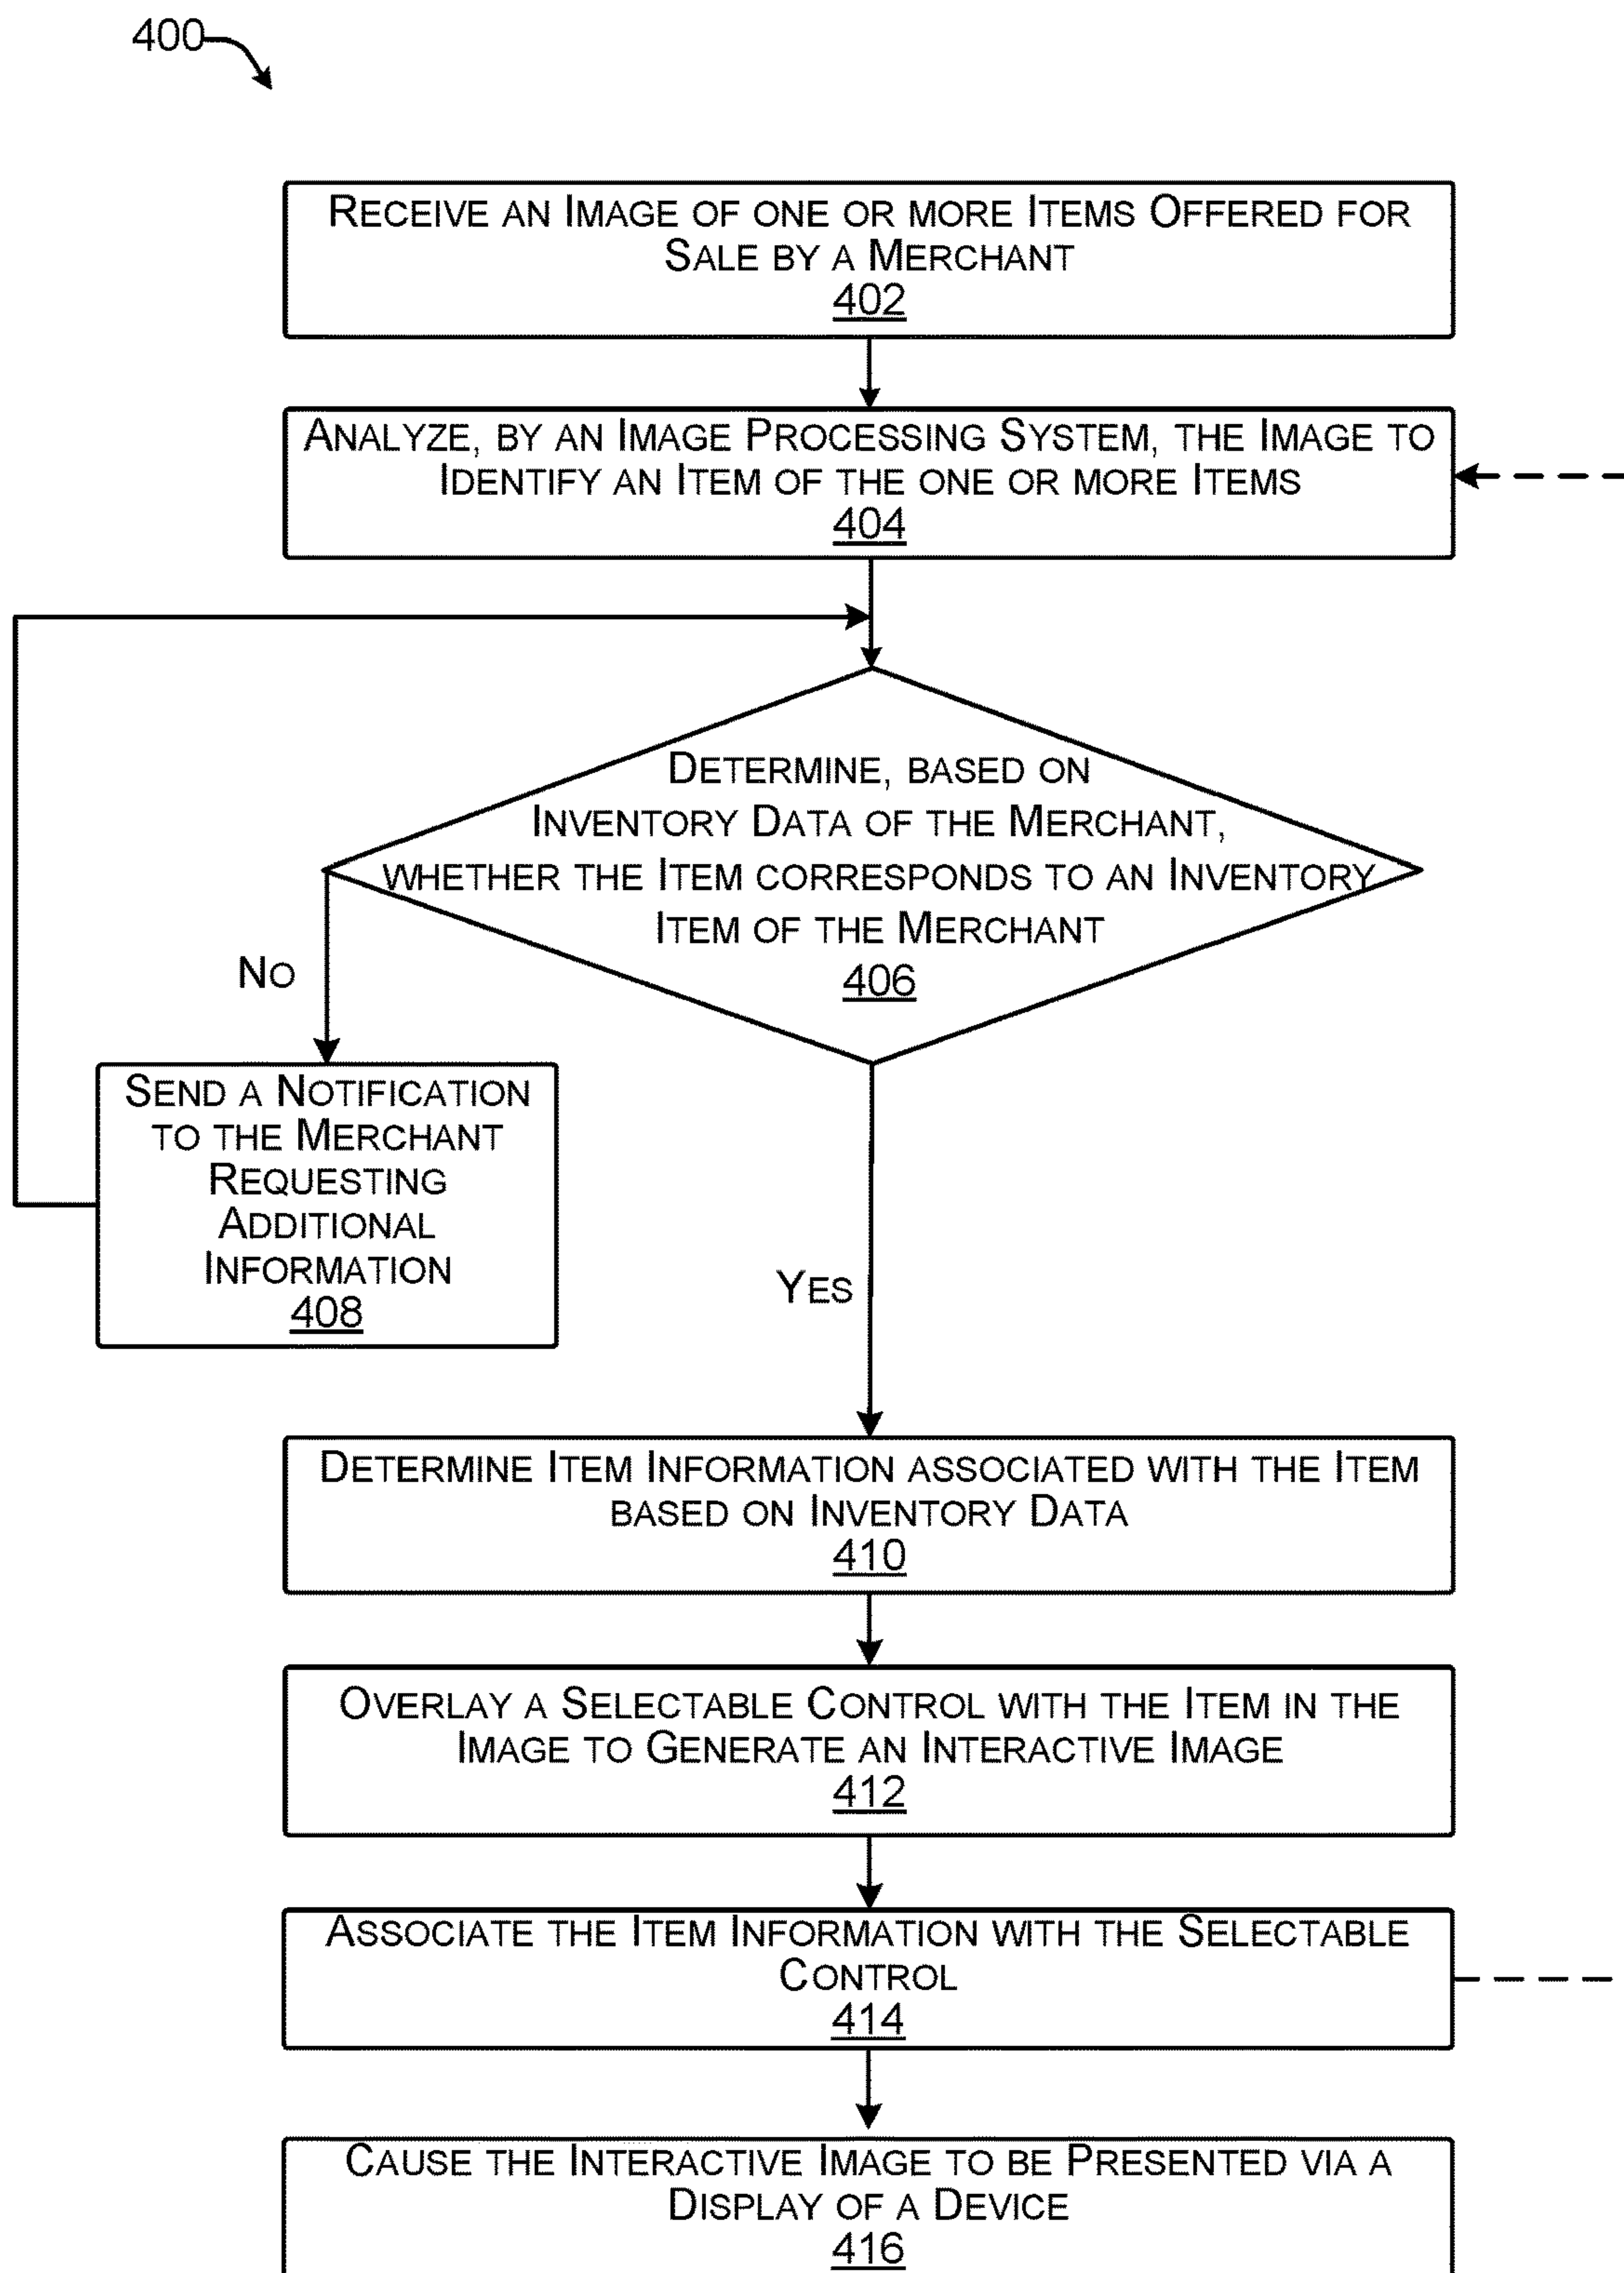 400
RECEIVE AN IMAGE OF ONE OR MORE ITEMS OFFERED FOR
SALE BY A MERCHANT
402
ANALYZE, BY AN IMAGE PROCESSING SYSTEM, THE IMAGE TO
IDENTIFY AN ITEM OF THE ONE OR MORE ITEMS
404
DETERMINE, BASED ON
INVENTORY DATA OF THE MERCHANT,
WHETHER THE ITEM CORRESPONDS TO AN INVENTORY
ITEM OF THE MERCHANT
406
NO
SEND A NOTIFICATION
TO THE MERCHANT
REQUESTING
ADDITIONAL
INFORMATION
408
YES
DETERMINE ITEM INFORMATION ASSOCIATED WITH THE ITEM
BASED ON INVENTORY DATA
410
OVERLAY A SELECTABLE CONTROL WITH THE ITEM IN THE
IMAGE TO GENERATE AN INTERACTIVE IMAGE
412
ASSOCIATE THE ITEM INFORMATION WITH THE SELECTABLE
CONTROL
414
CAUSE THE INTERACTIVE IMAGE TO BE PRESENTED VIA A
DISPLAY OF A DEVICE
416